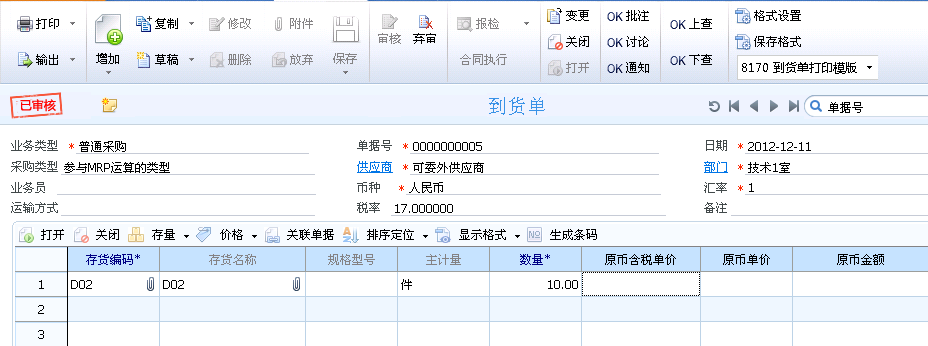 打印 复制 修改 附件 报检 变更 OK 批注 OK 上查 格式设置
增加 保存 审核 弃审 关闭 OK 讨论 保存格式
输出 草稿 删除 放弃 合同执行 打开 OK 通知 OK 下查 8170 到货单打印模版
已审核 到货单 单据号
业务类型 * 普通采购 单据号 * 0000000005 日期 * 2012-12-11
采购类型 参与MRP运算的类型 供应商 * 可委外供应商 部门 * 技术1室
业务员 币种 * 人民币 汇率 * 1
运输方式 税率 17.000000 备注
打开 关闭 存量 价格 关联单据 排序定位 显示格式 NO 生成条码
存货编码* 存货名称 规格型号 主计量 数量* 原币含税单价 原币单价 原币金额
1 D02 D02 件 10.00
2
3